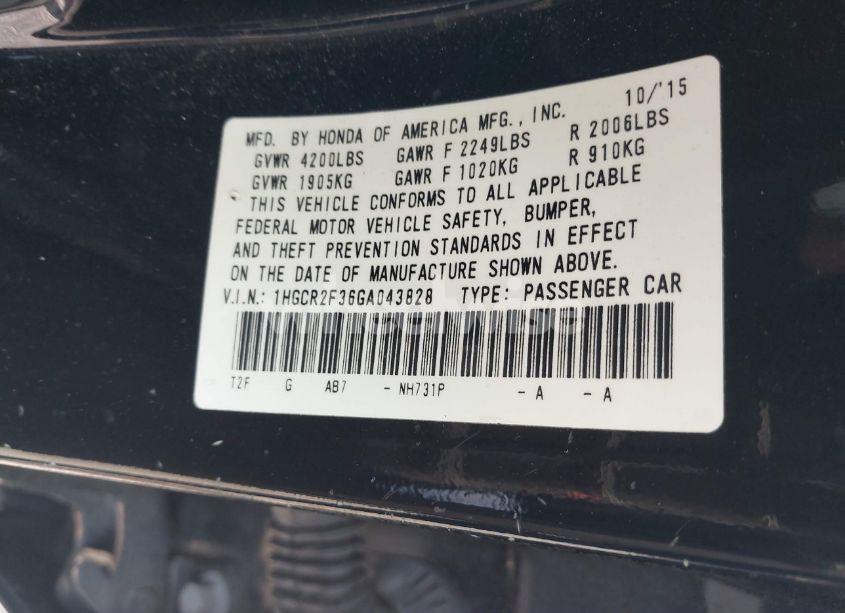 10/'15
MFD. BY HONDA OF AMERICA MFG., INC.
GVWR 4200LBS GAWR F 2249LBS R 2006LBS
GVWR 1905KG GAWR F 1020KG R 910KG
THIS VEHICLE CONFORMS TO ALL APPLICABLE
FEDERAL MOTOR VEHICLE SAFETY, BUMPER,
AND THEFT PREVENTION STANDARDS IN EFFECT
ON THE DATE OF MANUFACTURE SHOWN ABOVE.
V.I.N.: 1HGCR2F36GA043828 TYPE: PASSENGER CAR
T2F G AB7 - NH731P - A - A